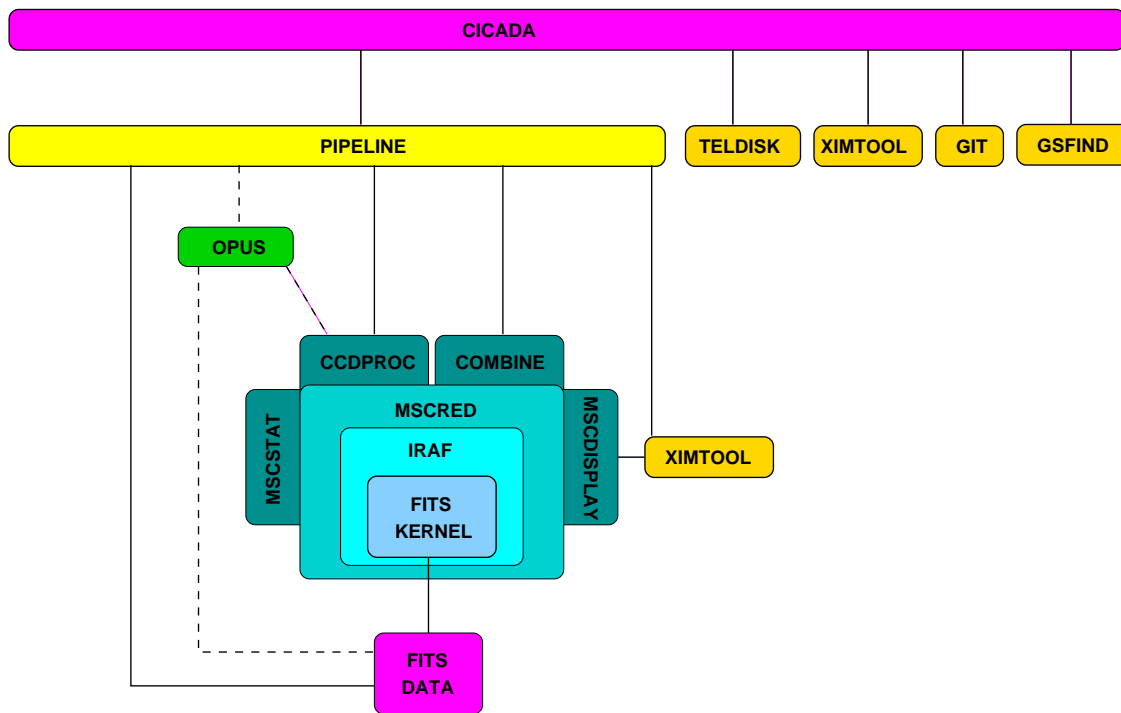 CICADA
PIPELINE
TELDISK
XIMTOOL
GIT
GSFIND
OPUS
CCDPROC
COMBINE
MSCSTAT
MSCRED
MSCDISPLAY
IRAF
XIMTOOL
FITS
KERNEL
FITS
DATA